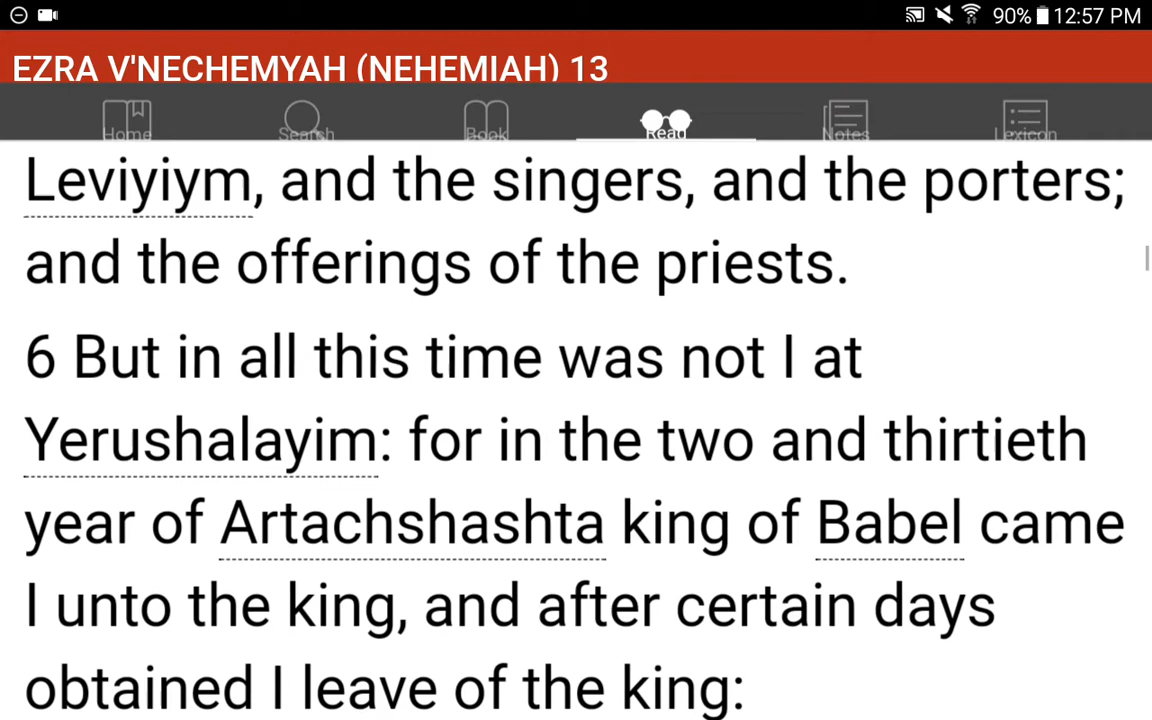 90% 12:57 PM
EZRA V'NECHEMYAH (NEHEMIAH) 13
Home Search Book Read Notes Lexicon
Leviyiym, and the singers, and the porters;
and the offerings of the priests.
6 But in all this time was not I at
Yerushalayim: for in the two and thirtieth
year of Artachshashta king of Babel came
I unto the king, and after certain days
obtained I leave of the king: